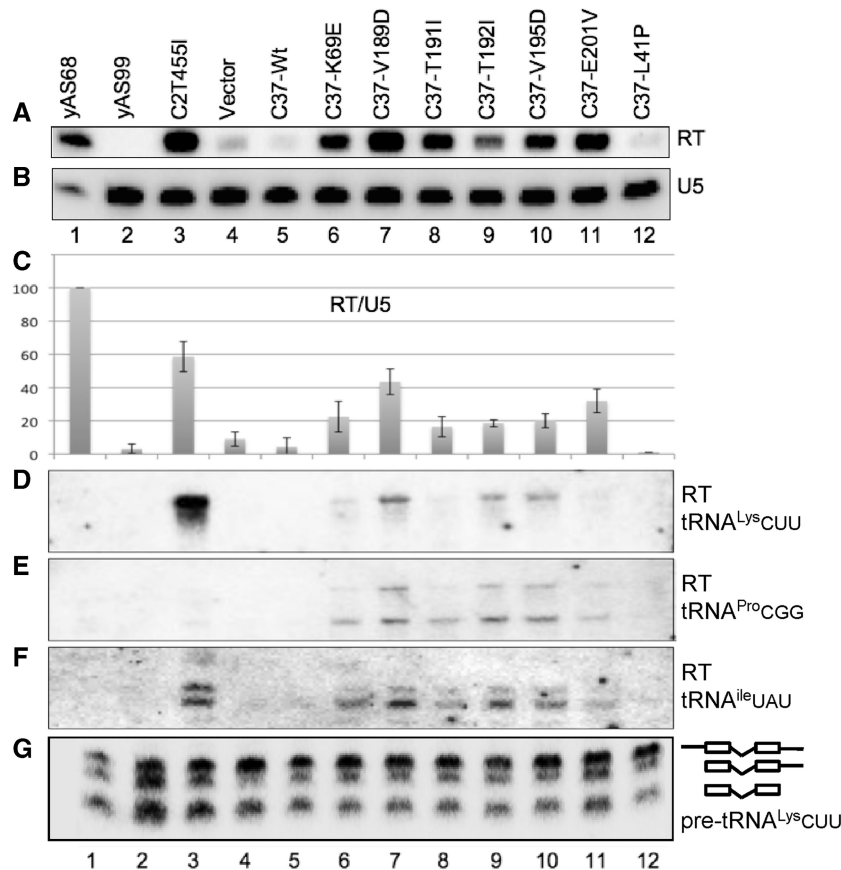 yAS68
yAS99
C2T455I
Vector
C37-Wt
C37-K69E
C37-V189D
C37-T191I
C37-T192I
C37-V195D
C37-E201V
C37-L41P
A
RT
B
U5
1 2 3 4 5 6 7 8 9 10 11 12
C
RT/U5
100
80
60
40
20
0
D
RT
tRNALysCUU
E
RT
tRNAProCGG
F
RT
tRNAileUAU
G
pre-tRNALysCUU
1 2 3 4 5 6 7 8 9 10 11 12